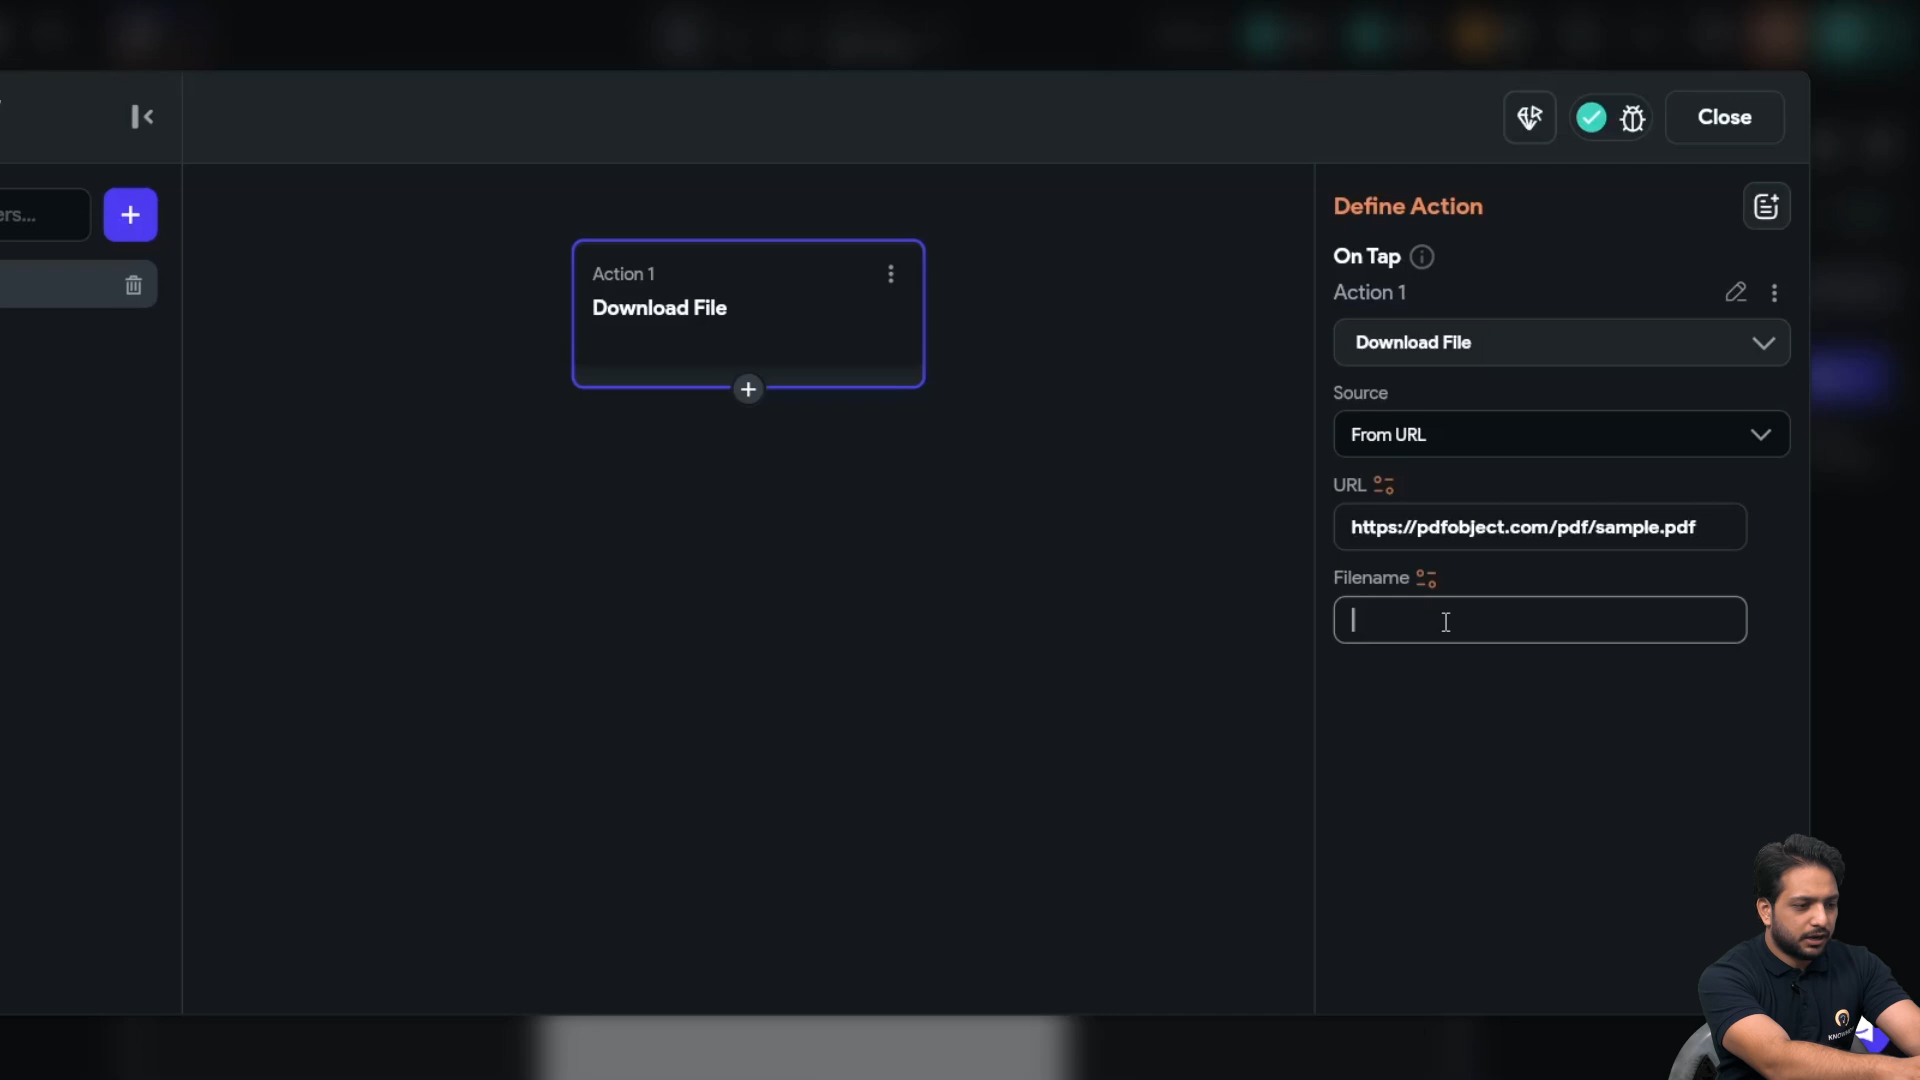 Close
ers...
Define Action
On Tap
Action 1
Download File
Source
From URL
URL
https://pdfobject.com/pdf/sample.pdf
Filename
Action 1
Download File